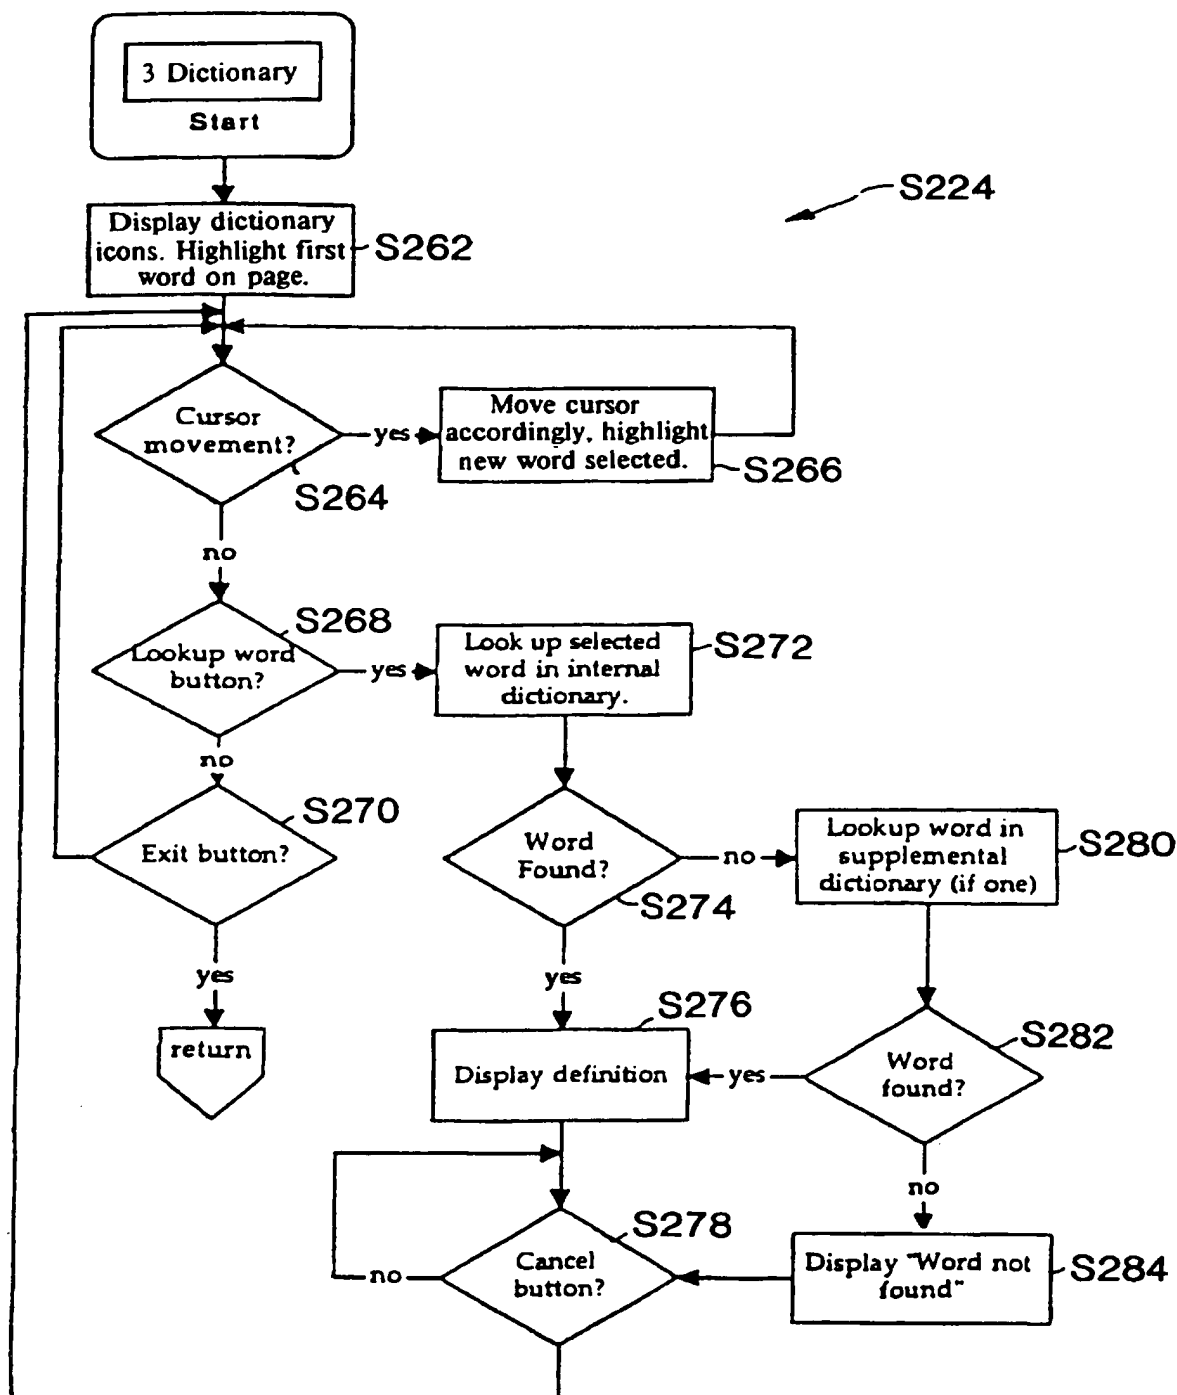 3 Dictionary
Start
S224
Display dictionary
icons. Highlight first
word on page.
S262
Cursor
movement?
S264
yes
Move cursor
accordingly, highlight
new word selected.
S266
no
Lookup word
button?
S268
yes
Look up selected
word in internal
dictionary.
S272
no
Exit button?
S270
Word
Found?
S274
no
Lookup word in
supplemental
dictionary (if one)
S280
yes
return
yes
S276
Display definition
yes
Word
found?
S282
no
Cancel
button?
S278
no
Display "Word not
found"
S284